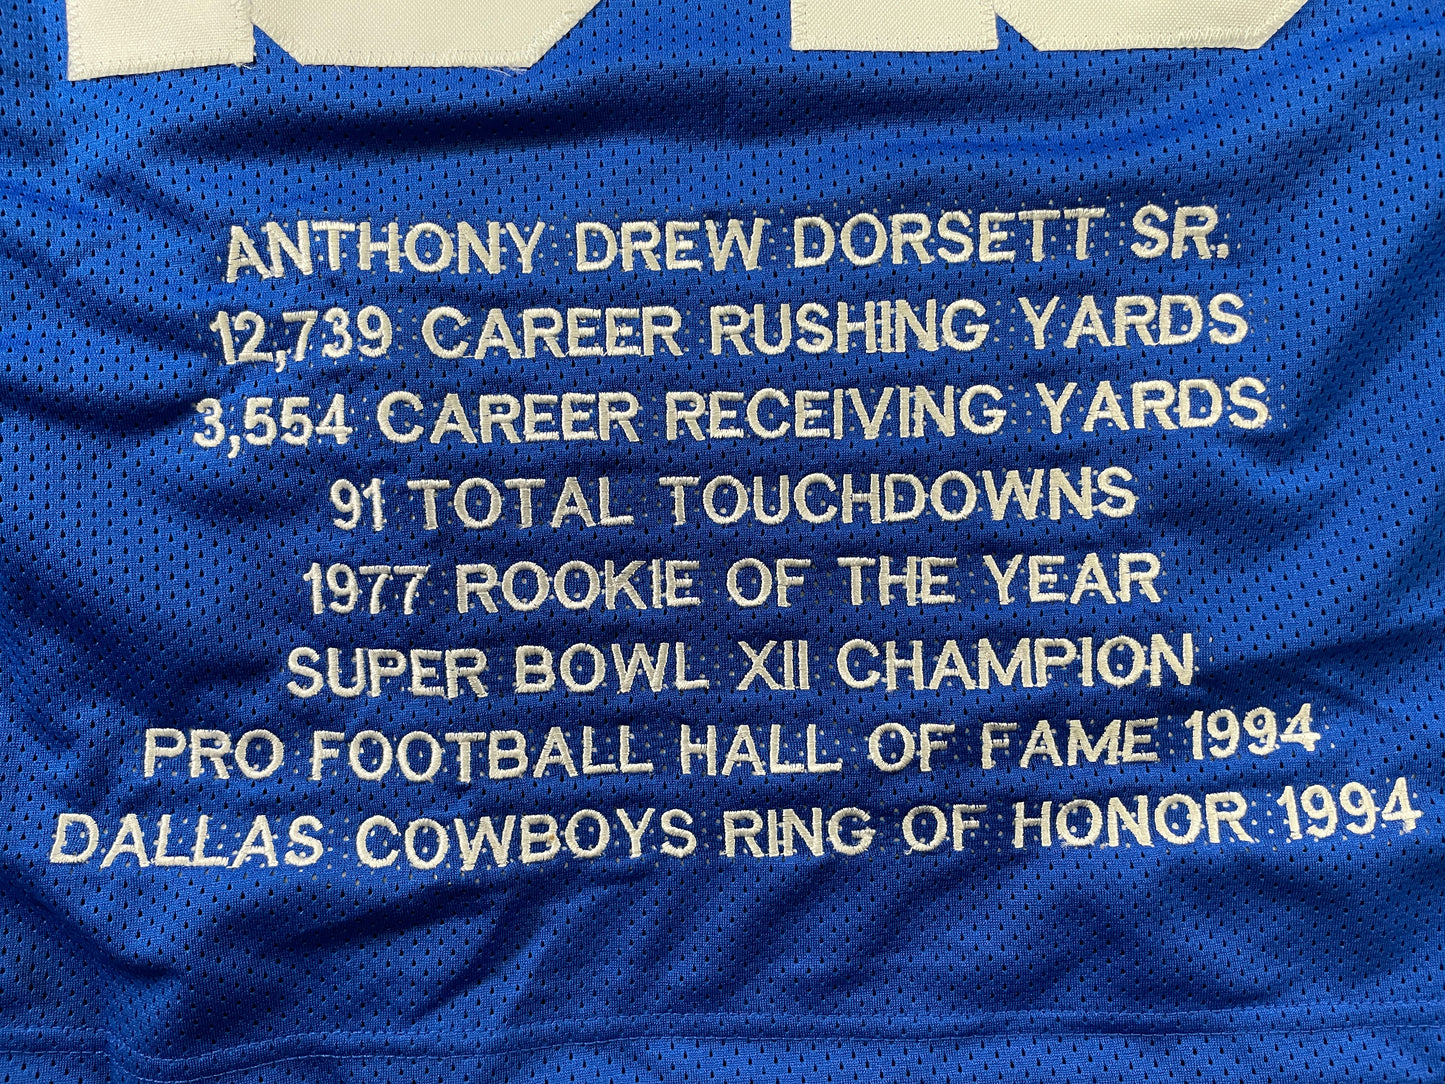 ANTHONY DREW DORSETT SR.
12,739 CAREER RUSHING YARDS
3,554 CAREER RECEIVING YARDS
91 TOTAL TOUCHDOWNS
1977 ROOKIE OF THE YEAR
SUPER BOWL XII CHAMPION
PRO FOOTBALL HALL OF FAME 1994
DALLAS COWBOYS RING OF HONOR 1994